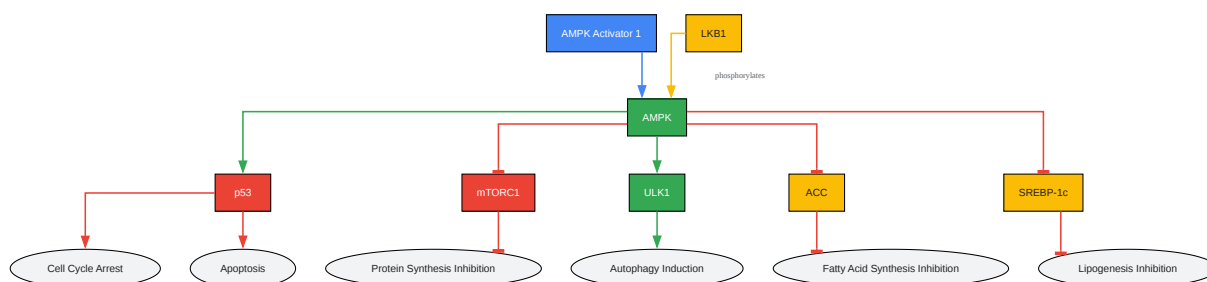 AMPK Activator 1
LKB1
phosphorylates
AMPK
p53
mTORC1
ULK1
ACC
SREBP-1c
Cell Cycle Arrest
Apoptosis
Protein Synthesis Inhibition
Autophagy Induction
Fatty Acid Synthesis Inhibition
Lipogenesis Inhibition